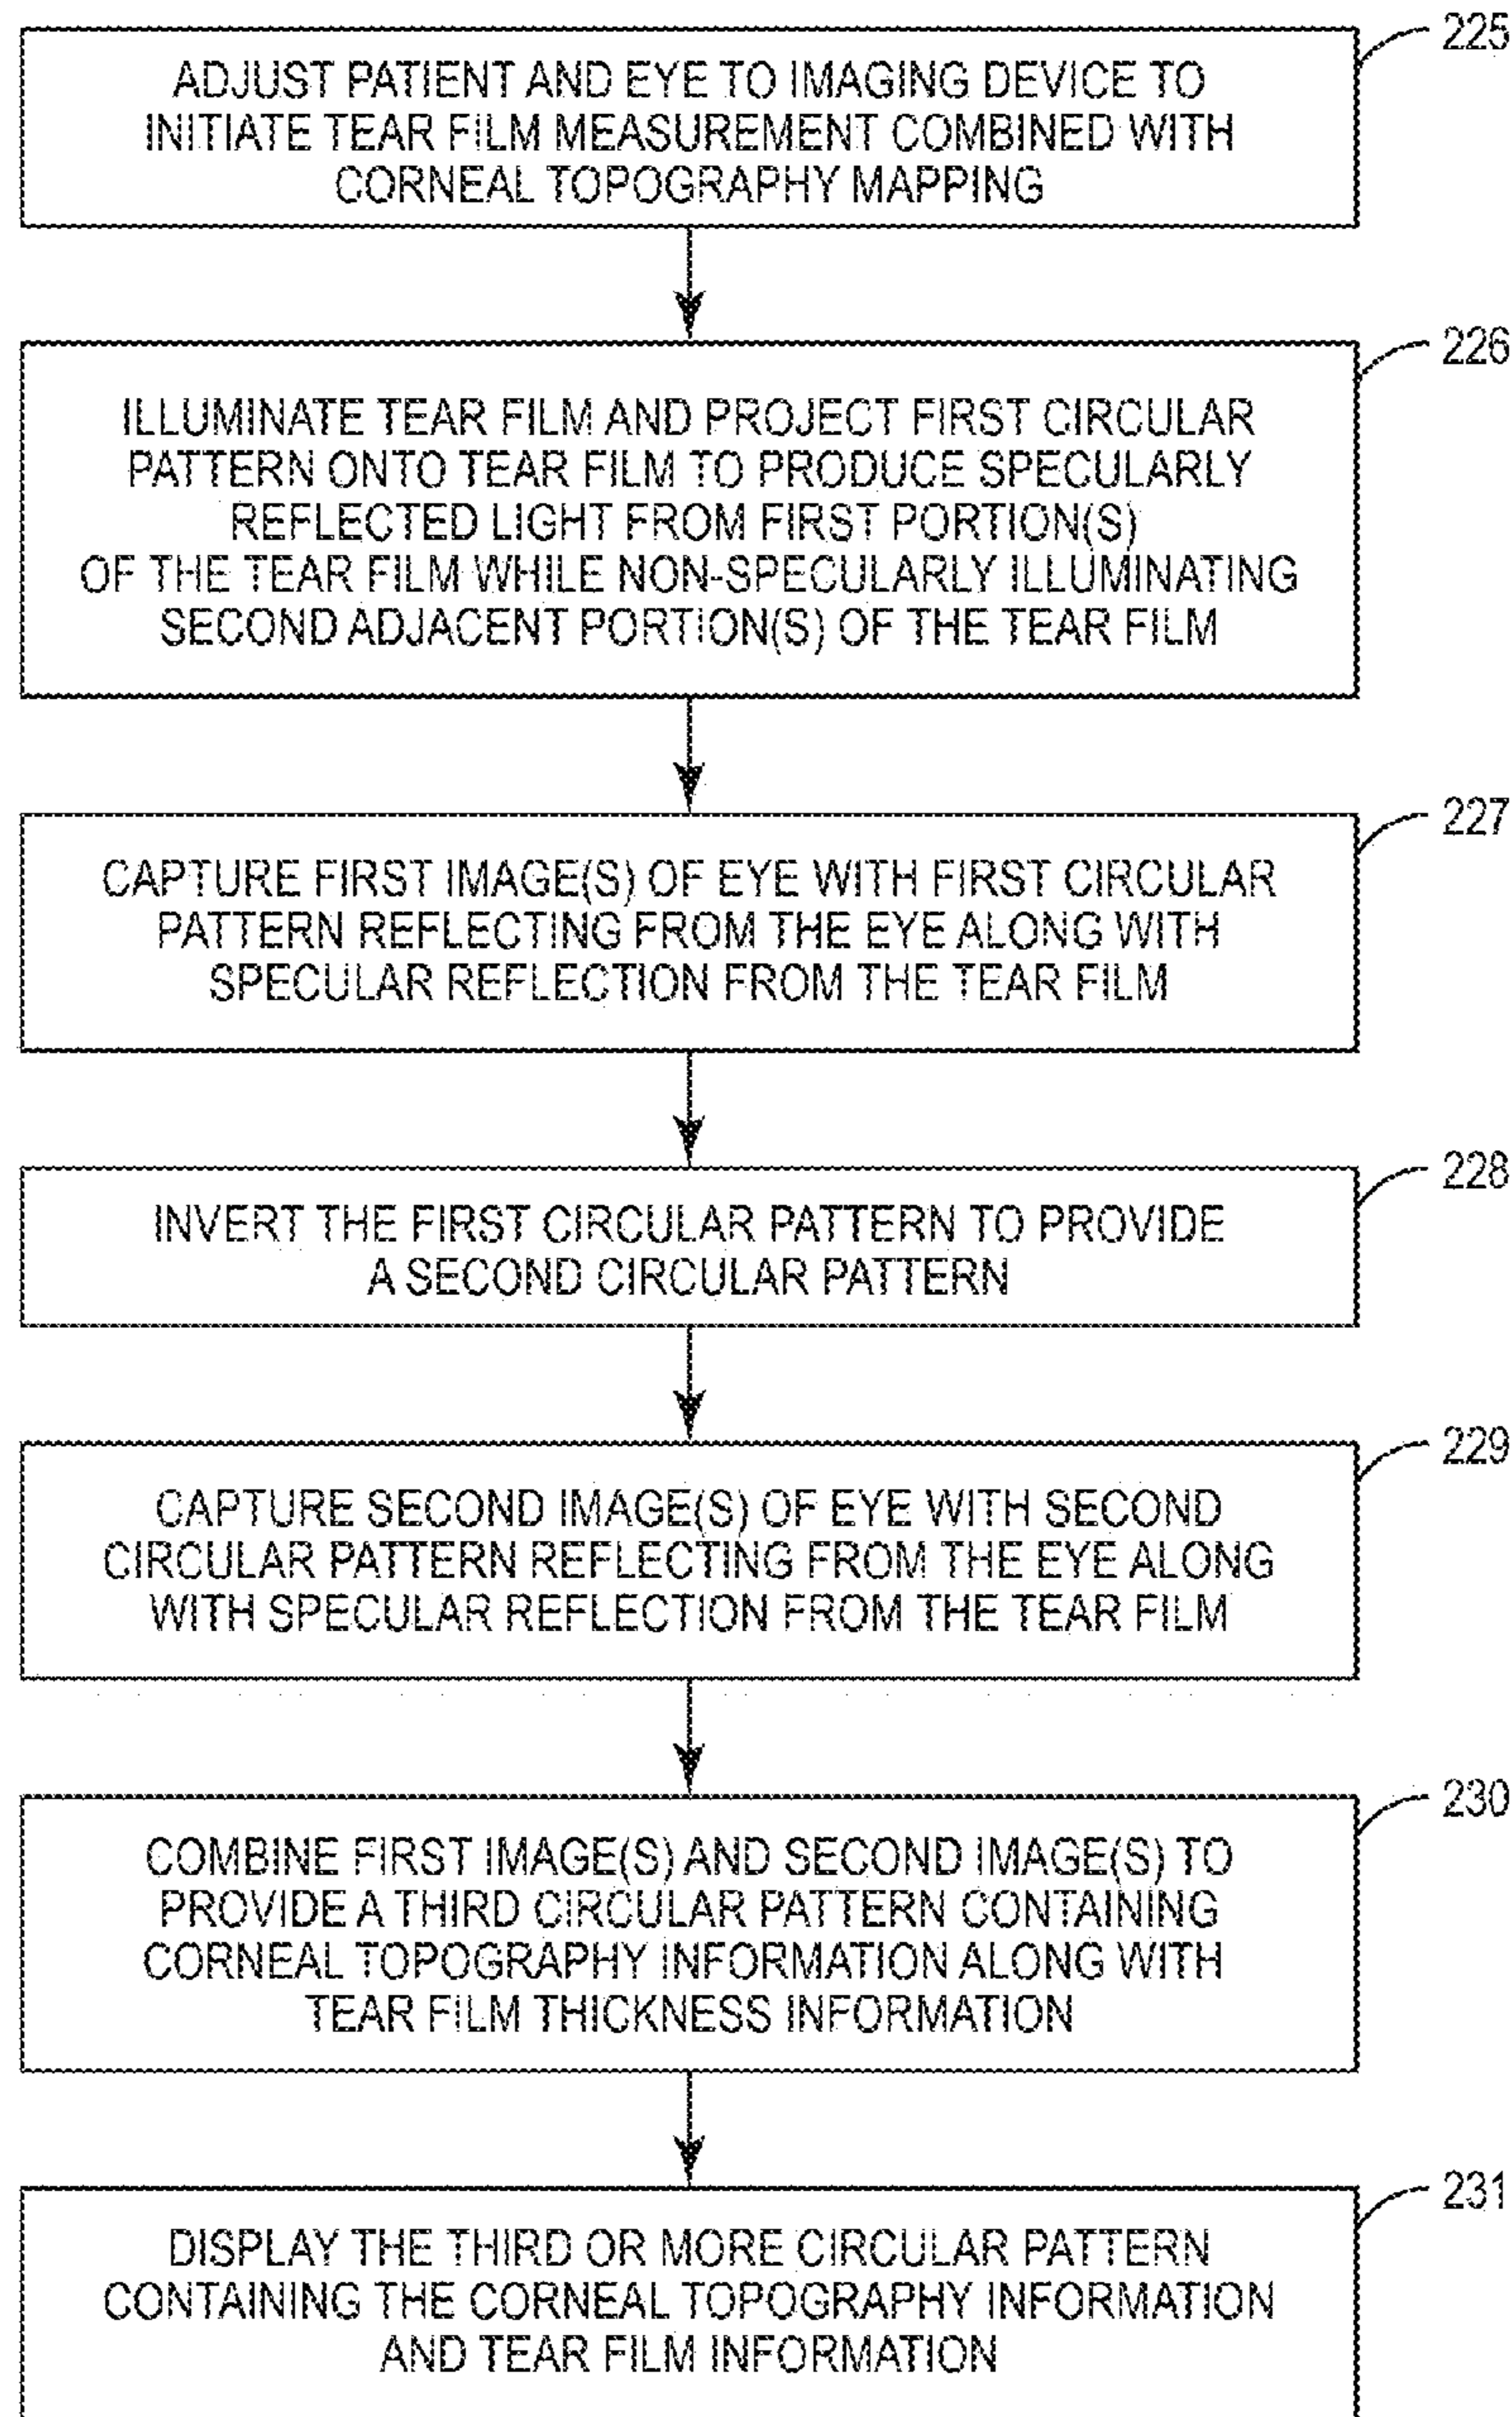 225
ADJUST PATIENT AND EYE TO IMAGING DEVICE TO
INITIATE TEAR FILM MEASUREMENT COMBINED WITH
CORNEAL TOPOGRAPHY MAPPING
226
ILLUMINATE TEAR FILM AND PROJECT FIRST CIRCULAR
PATTERN ONTO TEAR FILM TO PRODUCE SPECULARLY
REFLECTED LIGHT FROM FIRST PORTION(S)
OF THE TEAR FILM WHILE NON-SPECULARLY ILLUMINATING
SECOND ADJACENT PORTION(S) OF THE TEAR FILM
227
CAPTURE FIRST IMAGE(S) OF EYE WITH FIRST CIRCULAR
PATTERN REFLECTING FROM THE EYE ALONG WITH
SPECULAR REFLECTION FROM THE TEAR FILM
228
INVERT THE FIRST CIRCULAR PATTERN TO PROVIDE
A SECOND CIRCULAR PATTERN
229
CAPTURE SECOND IMAGE(S) OF EYE WITH SECOND
CIRCULAR PATTERN REFLECTING FROM THE EYE ALONG
WITH SPECULAR REFLECTION FROM THE TEAR FILM
230
COMBINE FIRST IMAGE(S) AND SECOND IMAGE(S) TO
PROVIDE A THIRD CIRCULAR PATTERN CONTAINING
CORNEAL TOPOGRAPHY INFORMATION ALONG WITH
TEAR FILM THICKNESS INFORMATION
231
DISPLAY THE THIRD OR MORE CIRCULAR PATTERN
CONTAINING THE CORNEAL TOPOGRAPHY INFORMATION
AND TEAR FILM INFORMATION